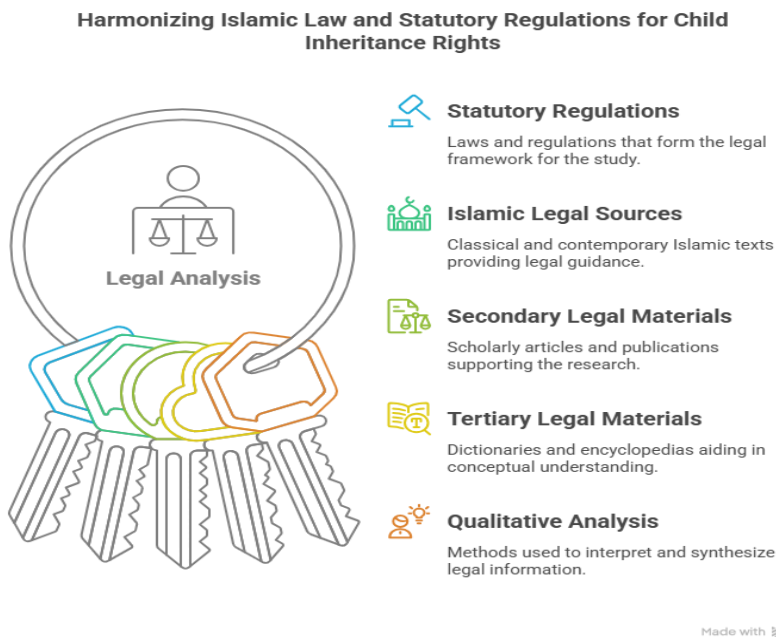 Harmonizing Islamic Law and Statutory Regulations for Child
Inheritance Rights
Legal Analysis
Statutory Regulations
Laws and regulations that form the legal
framework for the study.
Islamic Legal Sources
Classical and contemporary Islamic texts
providing legal guidance.
Secondary Legal Materials
Scholarly articles and publications
supporting the research.
T
Tertiary Legal Materials
Dictionaries and encyclopedias aiding in
conceptual understanding.
Qualitative Analysis
Methods used to interpret and synthesize
legal information.
Made with